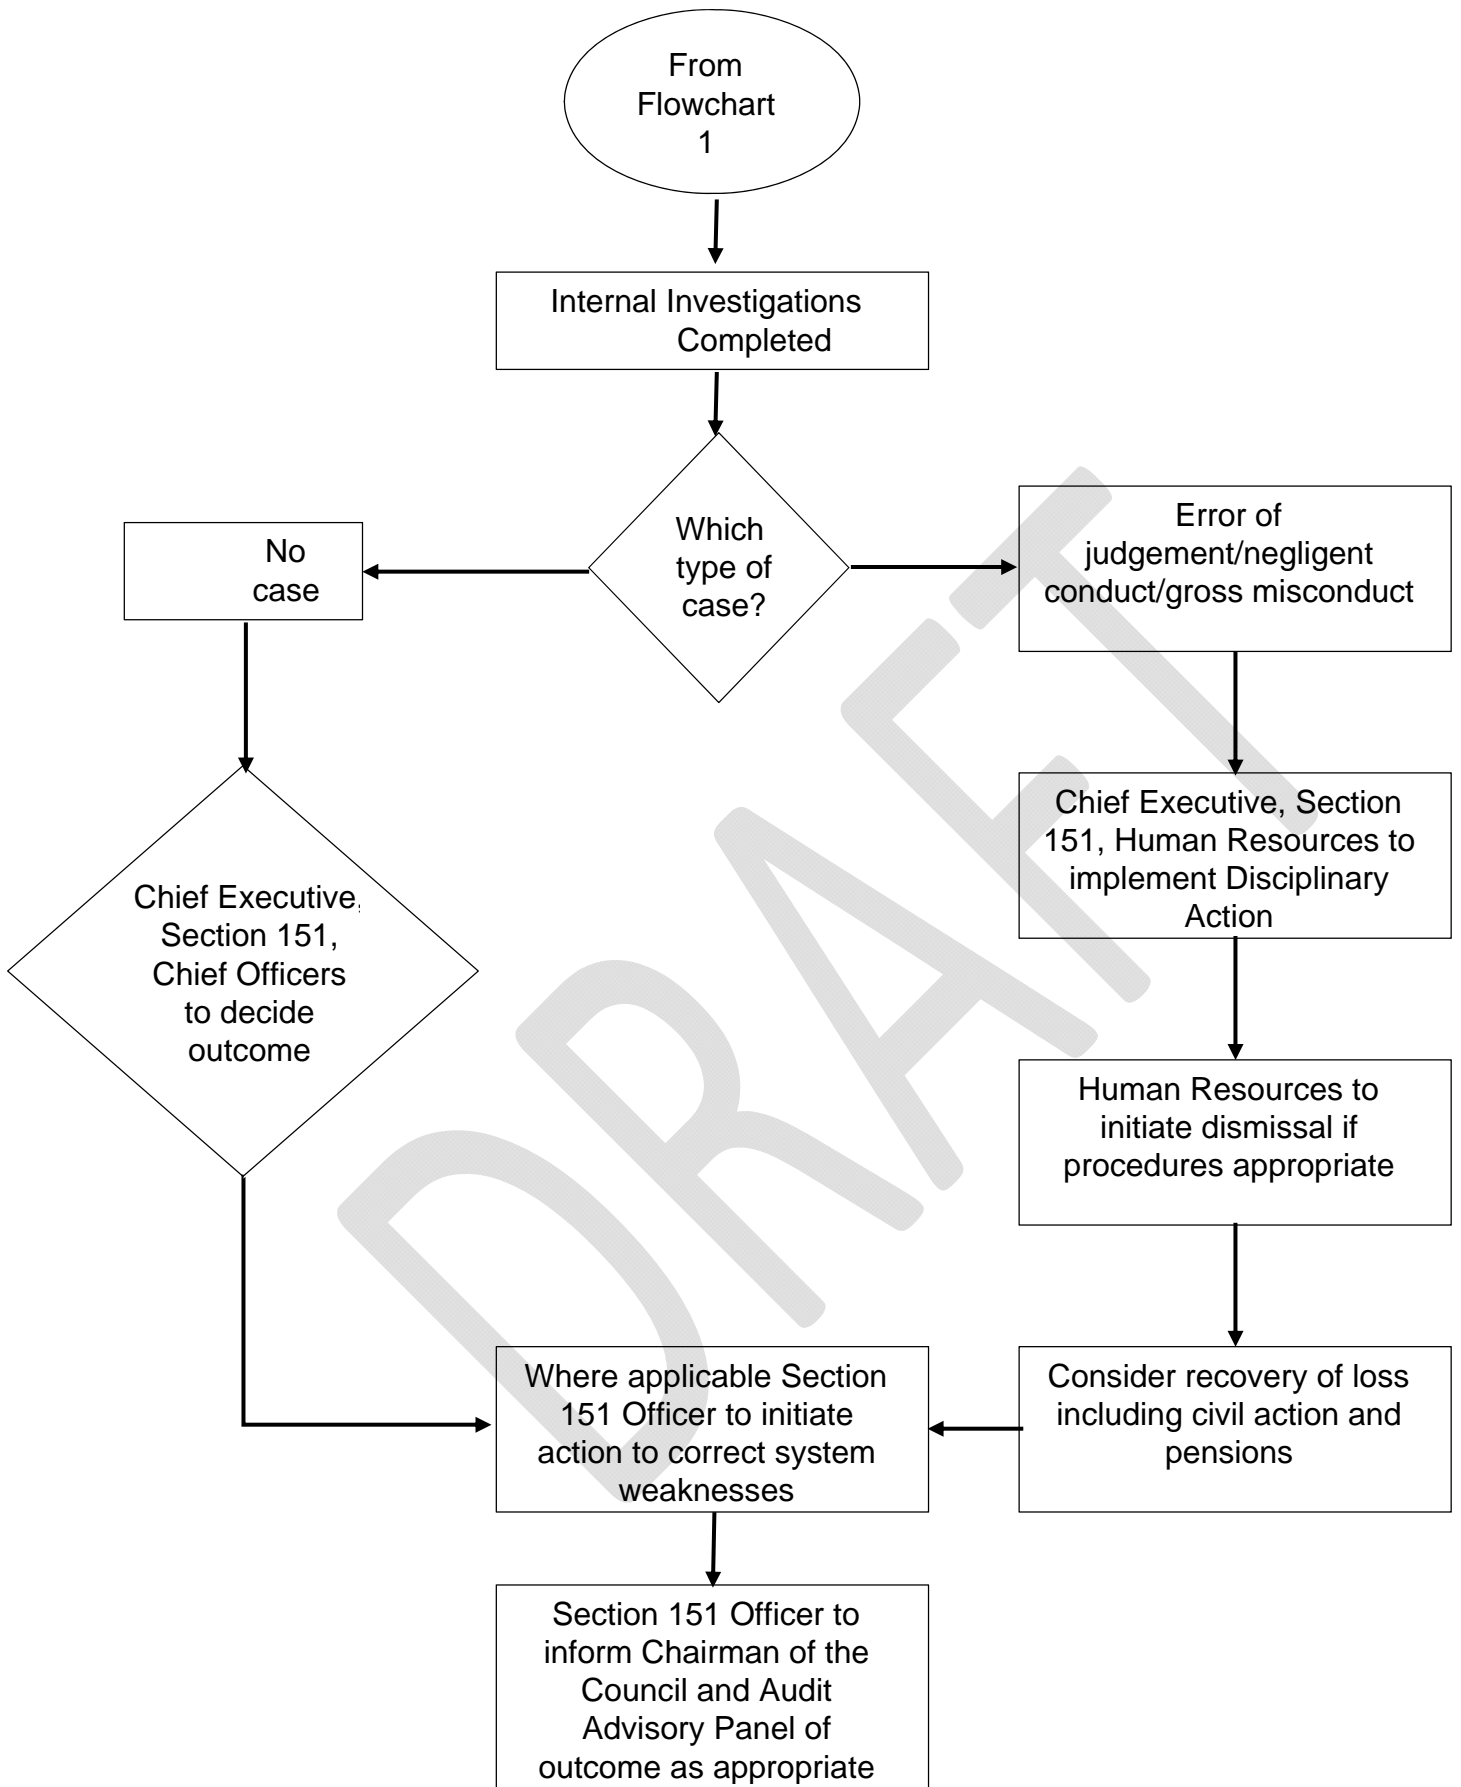 From
Flowchart
1
Internal Investigations
Completed
Which
type of
case?
No
case
Error of
judgement/negligent
conduct/gross misconduct
Chief Executive,
Section 151,
Chief Officers
to decide
outcome
Chief Executive, Section
151, Human Resources to
implement Disciplinary
Action
Human Resources to
initiate dismissal if
procedures appropriate
Consider recovery of loss
including civil action and
pensions
Where applicable Section
151 Officer to initiate
action to correct system
weaknesses
Section 151 Officer to
inform Chairman of the
Council and Audit
Advisory Panel of
outcome as appropriate
DRAFT